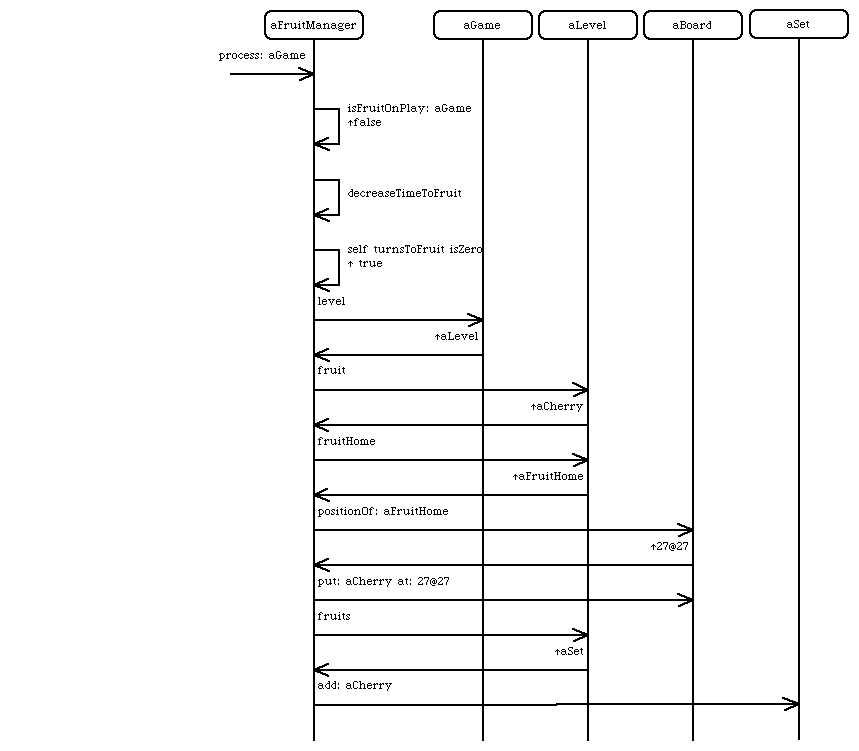 aFruitManager
aGame
aLevel
aBoard
aSet
process: aGame
isFruitOnPlay: aGame
↑false
decreaseTimeToFruit
self turnsToFruit isZero
↑ true
level
↑aLevel
fruit
↑aCherry
fruitHome
↑aFruitHome
positionOf: aFruitHome
↑27@27
put: aCherry at: 27@27
fruits
↑aSet
add: aCherry